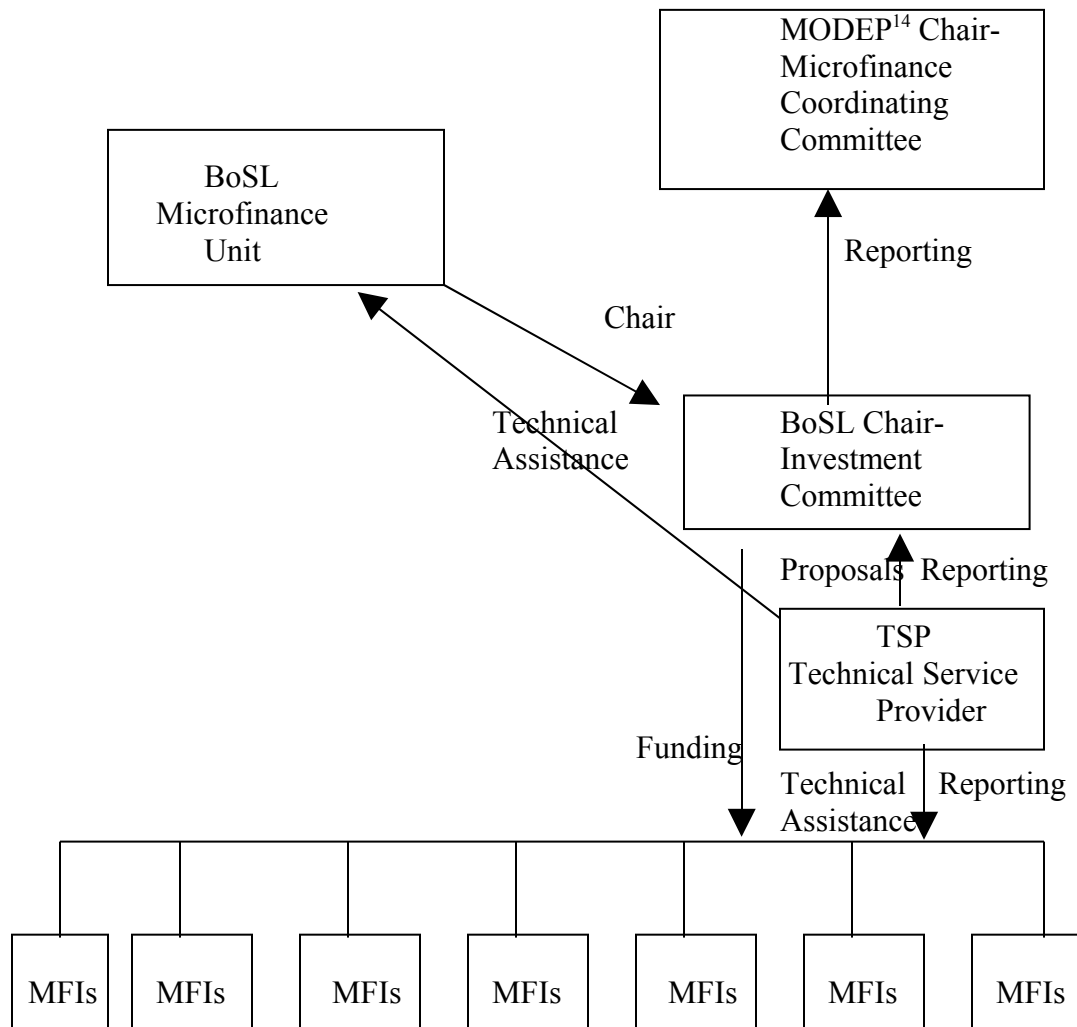 MODEP14 Chair-
Microfinance
Coordinating
Committee
BoSL
Microfinance
Unit
Reporting
Chair
Technical
Assistance
BoSL Chair-
Investment
Committee
Proposals Reporting
TSP
Technical Service
Provider
Funding
Technical Reporting
Assistance
MFIs MFIs MFIs MFIs MFIs MFIs MFIs